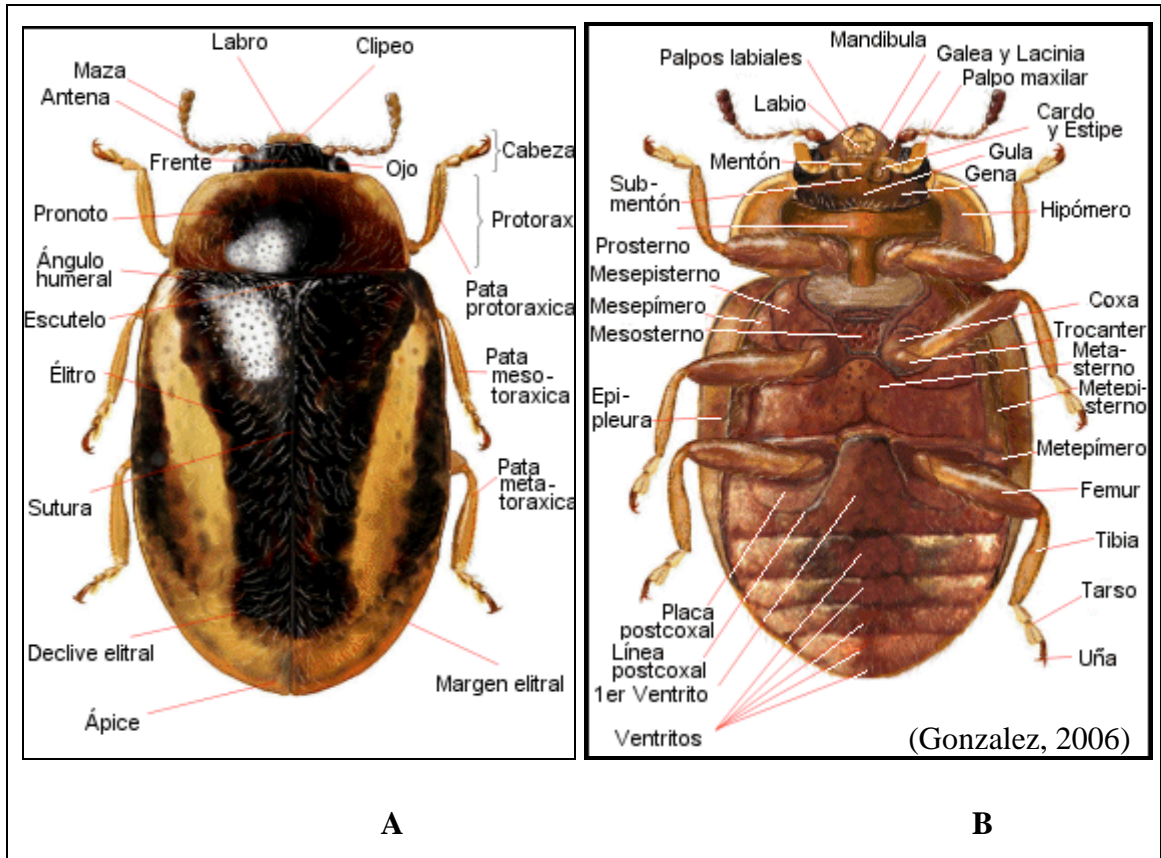 Labro
Clipeo
Maza
Antena
Frente
Ojo
Cabeza
Pronoto
Protorax
Ángulo
humeral
Pata
protoraxica
Escutelo
Élitro
Pata
meso-
toraxica
Sutura
Pata
meta-
toraxica
Declive elitral
Margen elitral
Ápice
A
Mandibula
Palpos labiales
Galea y Lacinia
Palpo maxilar
Labio
Cardo
y Estipe
Mentón
Gula
Gena
Sub-
mentón
Hipómero
Prosterno
Mesepisterno
Mesepímero
Mesosterno
Coxa
Trocanter
Meta-
sterno
Metepi-
sterno
Epi-
pleura
Metepímero
Femur
Tibia
Tarso
Uña
Placa
postcoxal
Línea
postcoxal
1er Ventrito
Ventritos
(Gonzalez, 2006)
B